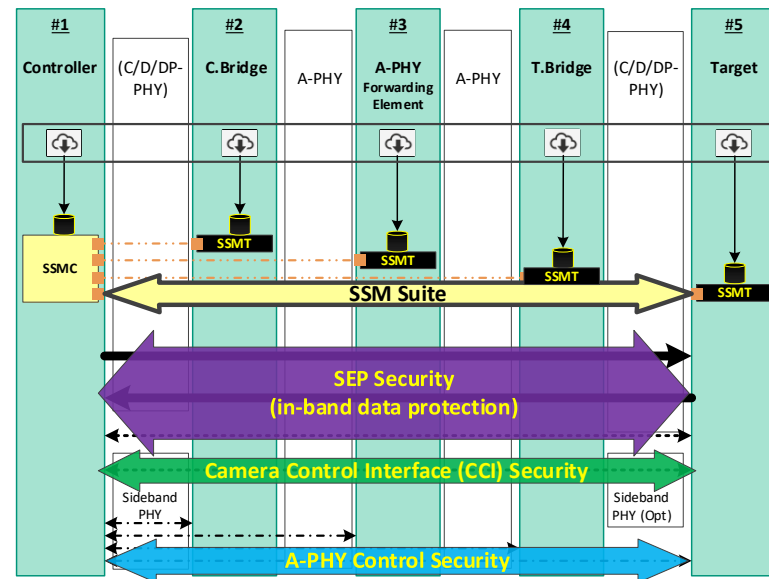 #1
#2
#3
#4
#5
Controller
(C/D/DP-
PHY)
C.Bridge
A-PHY
A-PHY
Forwarding
Element
A-PHY
T.Bridge
(C/D/DP-
PHY)
Target
SSMC
SSMT
SSMT
SSMT
SSMT
SSM Suite
SEP Security
(in-band data protection)
Camera Control Interface (CCI) Security
Sideband
PHY
Sideband
PHY (Opt)
A-PHY Control Security